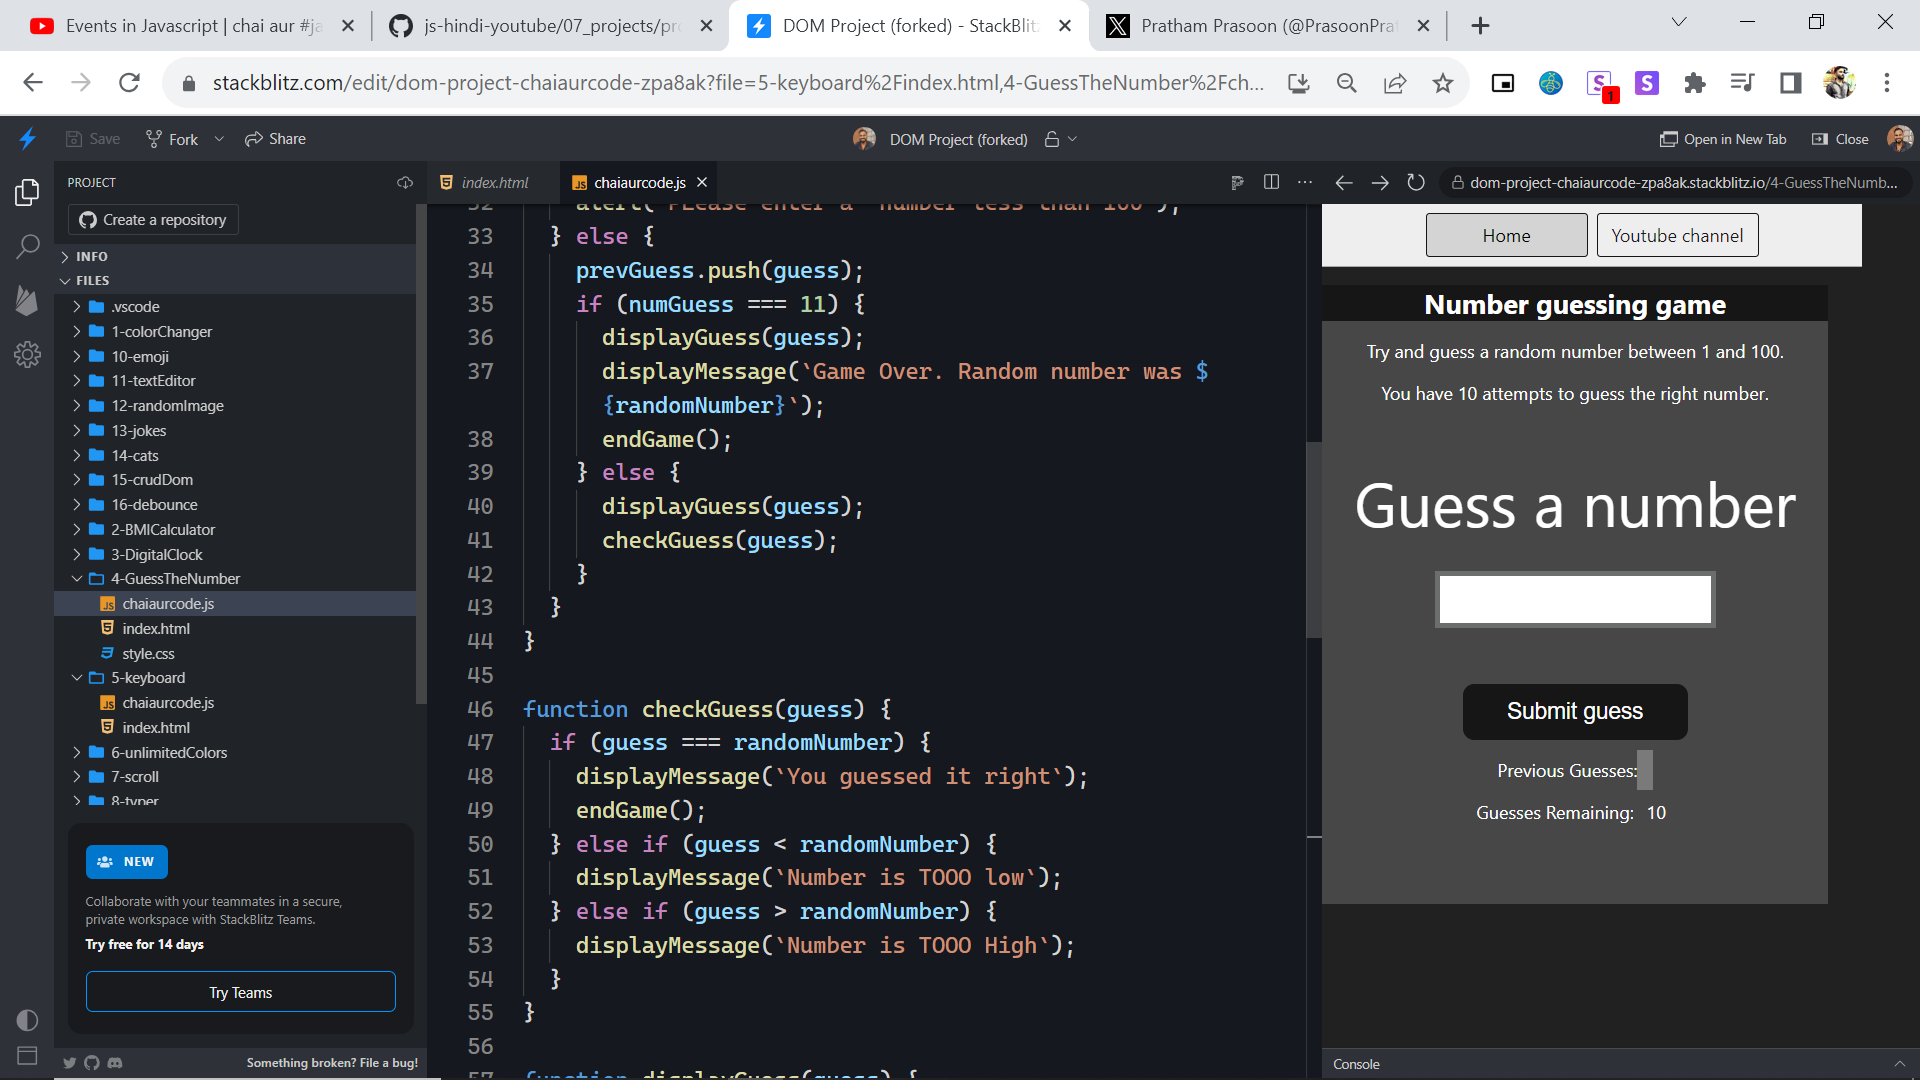 Events in Javascript | chai aur #ja
js-hindi-youtube/07_projects/pro
DOM Project (forked) - StackBlitz
Pratham Prasoon (@PrasoonPrat
stackblitz.com/edit/dom-project-chaiaurcode-zpa8ak?file=5-keyboard%2Findex.html,4-GuessTheNumber%2Fch...
1
Save
Fork
Share
DOM Project (forked)
Open in New Tab
Close
PROJECT
Create a repository
INFO
FILES
.vscode
1-colorChanger
10-emoji
11-textEditor
12-randomImage
13-jokes
14-cats
15-crudDom
16-debounce
2-BMICalculator
3-DigitalClock
4-GuessTheNumber
chaiaurcode.js
index.html
style.css
5-keyboard
chaiaurcode.js
index.html
6-unlimitedColors
7-scroll
8-typer
NEW
Collaborate with your teammates in a secure,
private workspace with StackBlitz Teams.
Try free for 14 days
Try Teams
Something broken? File a bug!
index.html
chaiaurcode.js
32 alert('PLease enter a  number less than 100');
33 } else {
34 prevGuess.push(guess);
35 if (numGuess === 11) {
36 displayGuess(guess);
37 displayMessage(`Game Over. Random number was $
{randomNumber}`);
38 endGame();
39 } else {
40 displayGuess(guess);
41 checkGuess(guess);
42 }
43 }
44 }
45
46 function checkGuess(guess) {
47 if (guess === randomNumber) {
48 displayMessage(`You guessed it right`);
49 endGame();
50 } else if (guess < randomNumber) {
51 displayMessage(`Number is TOOO low`);
52 } else if (guess > randomNumber) {
53 displayMessage(`Number is TOOO High`);
54 }
55 }
56
57 function displayGuess(guess) {
dom-project-chaiaurcode-zpa8ak.stackblitz.io/4-GuessTheNumb...
Home
Youtube channel
Number guessing game
Try and guess a random number between 1 and 100.
You have 10 attempts to guess the right number.
Guess a number
Submit guess
Previous Guesses:
Guesses Remaining: 10
Console